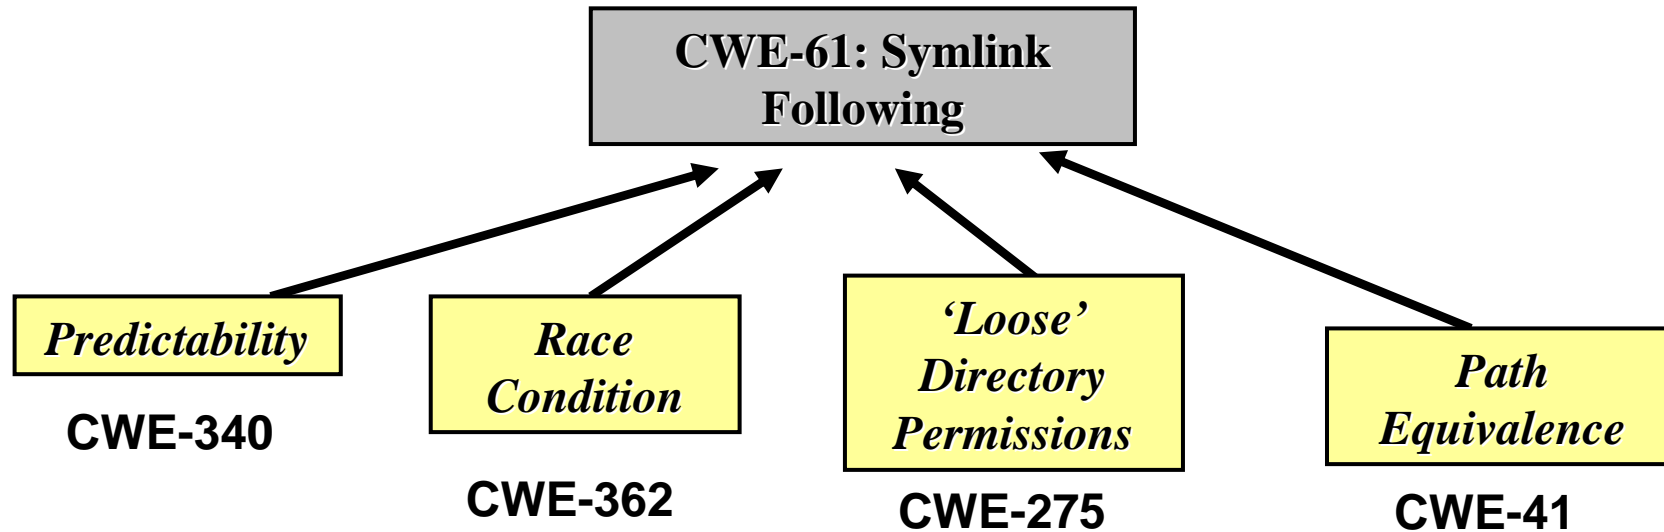 CWE-61: Symlink
Following
Predictability
CWE-340
Race
Condition
CWE-362
‘Loose’
Directory
Permissions
CWE-275
Path
Equivalence
CWE-41